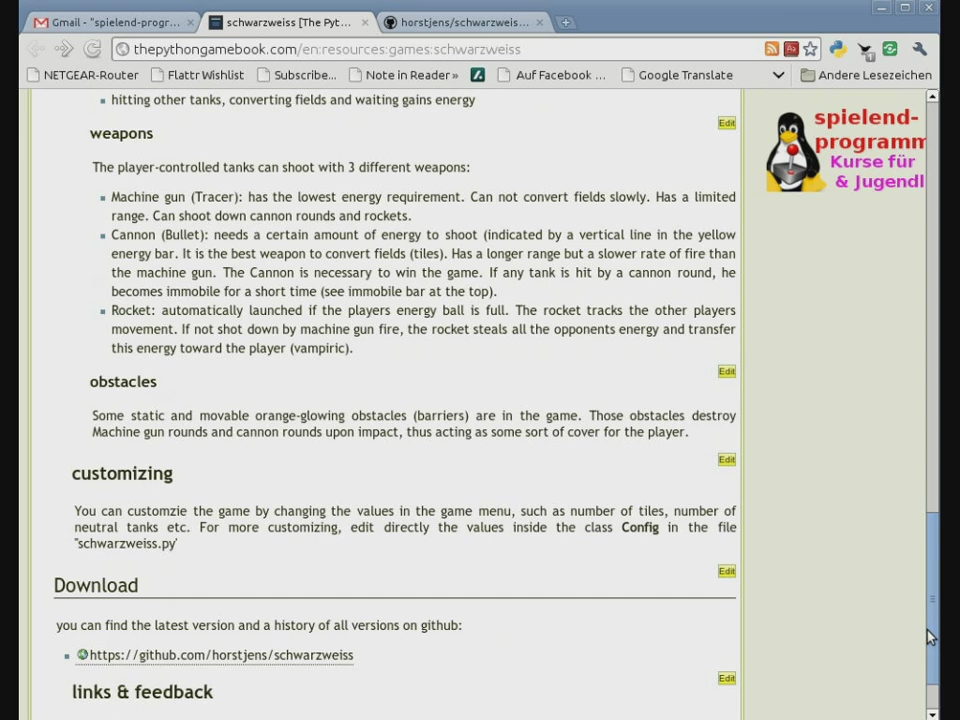 Gmail - "spielend-progr...
schwarzweiss [The Pyt...
horstjens/schwarzweis...
thepythongamebook.com/en:resources:games:schwarzweiss
NETGEAR-Router
Flattr Wishlist
Subscribe...
Note in Reader »
Auf Facebook ...
Google Translate
Andere Lesezeichen
hitting other tanks, converting fields and waiting gains energy
Edit
weapons
The player-controlled tanks can shoot with 3 different weapons:
Machine gun (Tracer): has the lowest energy requirement. Can not convert fields slowly. Has a limited
range. Can shoot down cannon rounds and rockets.
Cannon (Bullet): needs a certain amount of energy to shoot (indicated by a vertical line in the yellow
energy bar. It is the best weapon to convert fields (tiles). Has a longer range but a slower rate of fire than
the machine gun. The Cannon is necessary to win the game. If any tank is hit by a cannon round, he
becomes immobile for a short time (see immobile bar at the top).
Rocket: automatically launched if the players energy ball is full. The rocket tracks the other players
movement. If not shot down by machine gun fire, the rocket steals all the opponents energy and transfer
this energy toward the player (vampiric).
Edit
obstacles
Some static and movable orange-glowing obstacles (barriers) are in the game. Those obstacles destroy
Machine gun rounds and cannon rounds upon impact, thus acting as some sort of cover for the player.
Edit
customizing
You can customzie the game by changing the values in the game menu, such as number of tiles, number of
neutral tanks etc. For more customizing, edit directly the values inside the class Config in the file
"schwarzweiss.py'
Edit
Download
you can find the latest version and a history of all versions on github:
https://github.com/horstjens/schwarzweiss
Edit
links & feedback
spielend-
programm
Kurse für
& Jugendl